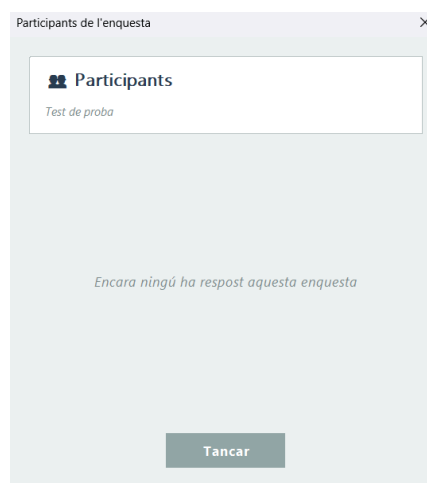 Participants de l'enquesta
Participants
Test de proba
Encara ningú ha respost aquesta enquesta
Tancar